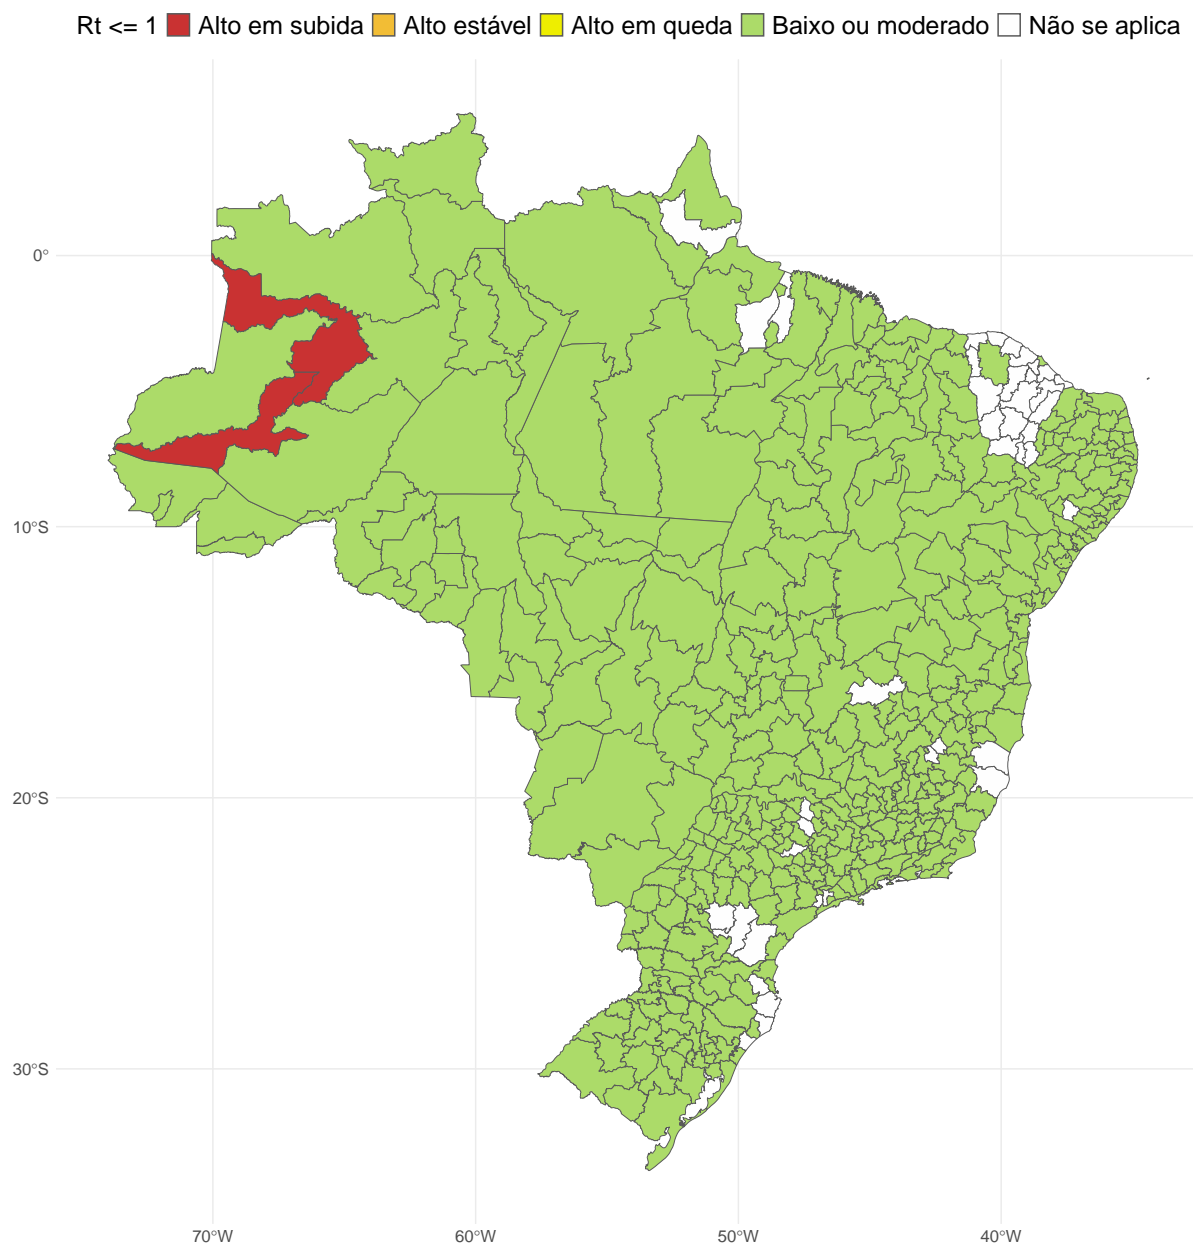 Rt <= 1 Alto em subida Alto estável Alto em queda Baixo ou moderado Não se aplica
0°
10°S
20°S
30°S
70°W 60°W 50°W 40°W